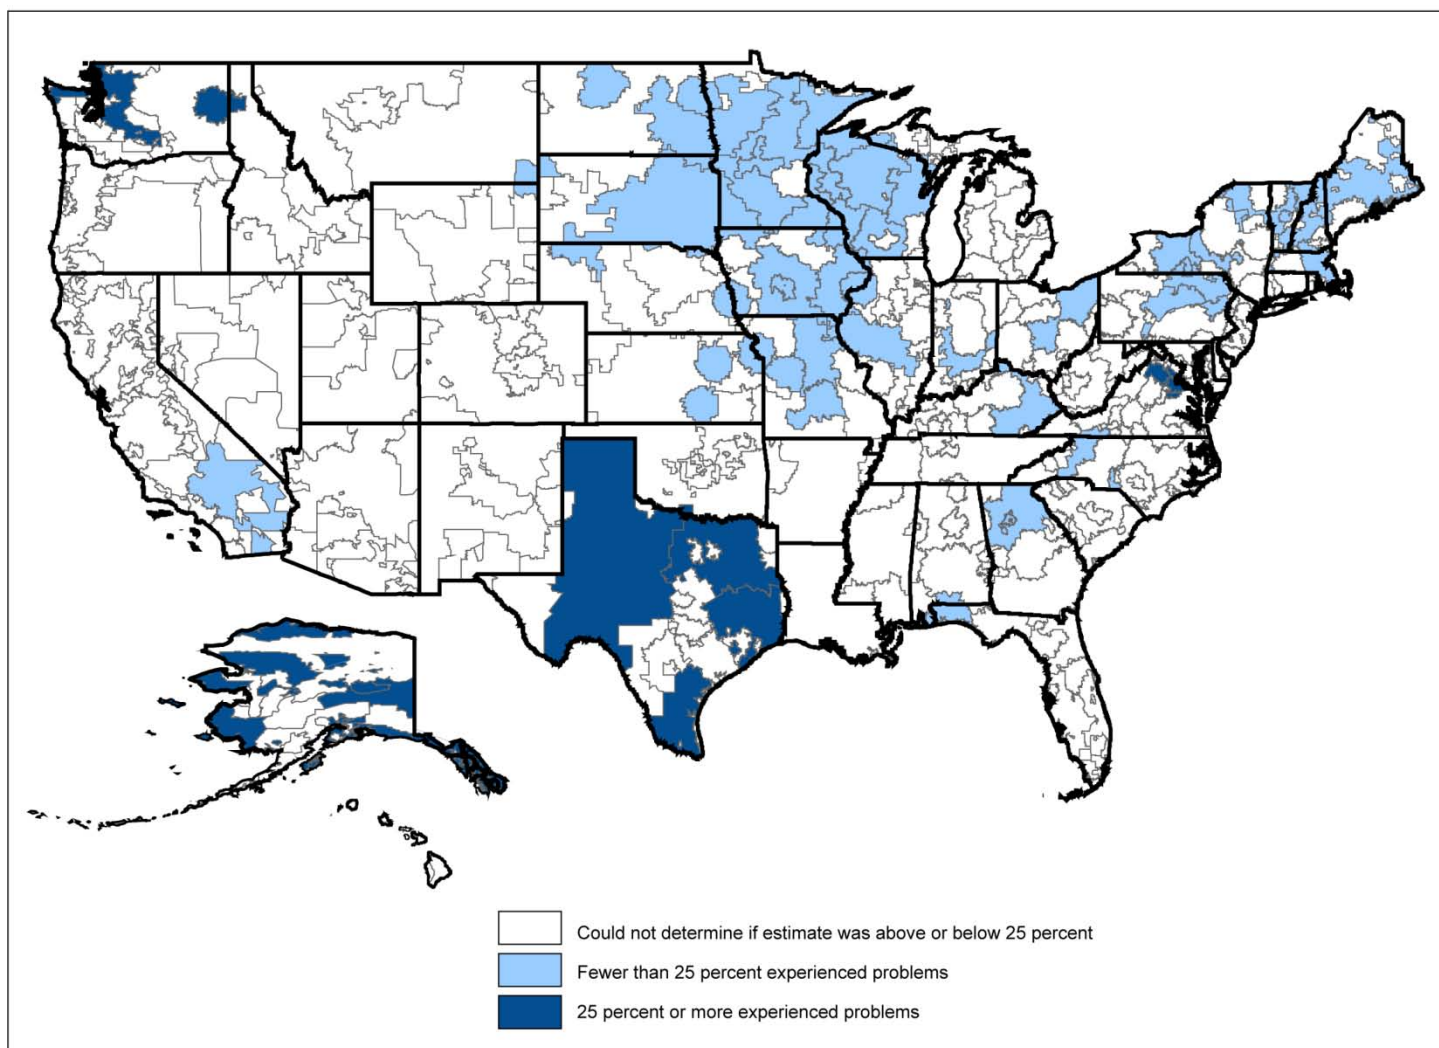 Could not determine if estimate was above or below 25 percent
Fewer than 25 percent experienced problems
25 percent or more experienced problems